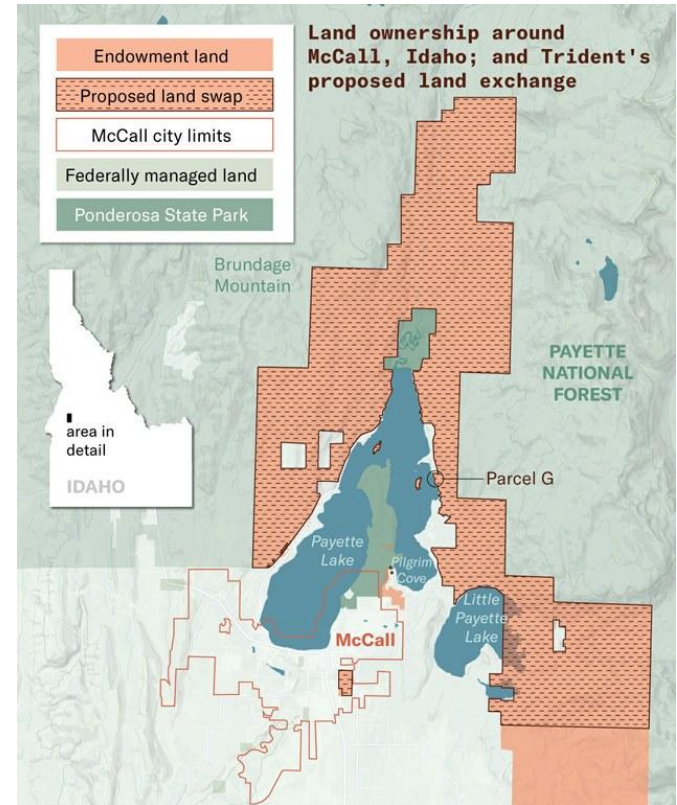 Land ownership around
McCall, Idaho; and Trident's
proposed land exchange
Endowment land
Proposed land swap
McCall city limits
Federally managed land
Ponderosa State Park
Brundage
Mountain
PAYETTE
NATIONAL
FOREST
area in
detail
IDAHO
Parcel G
Payette
Lake
Pilgrim
Cove
Little
Payette
Lake
McCall